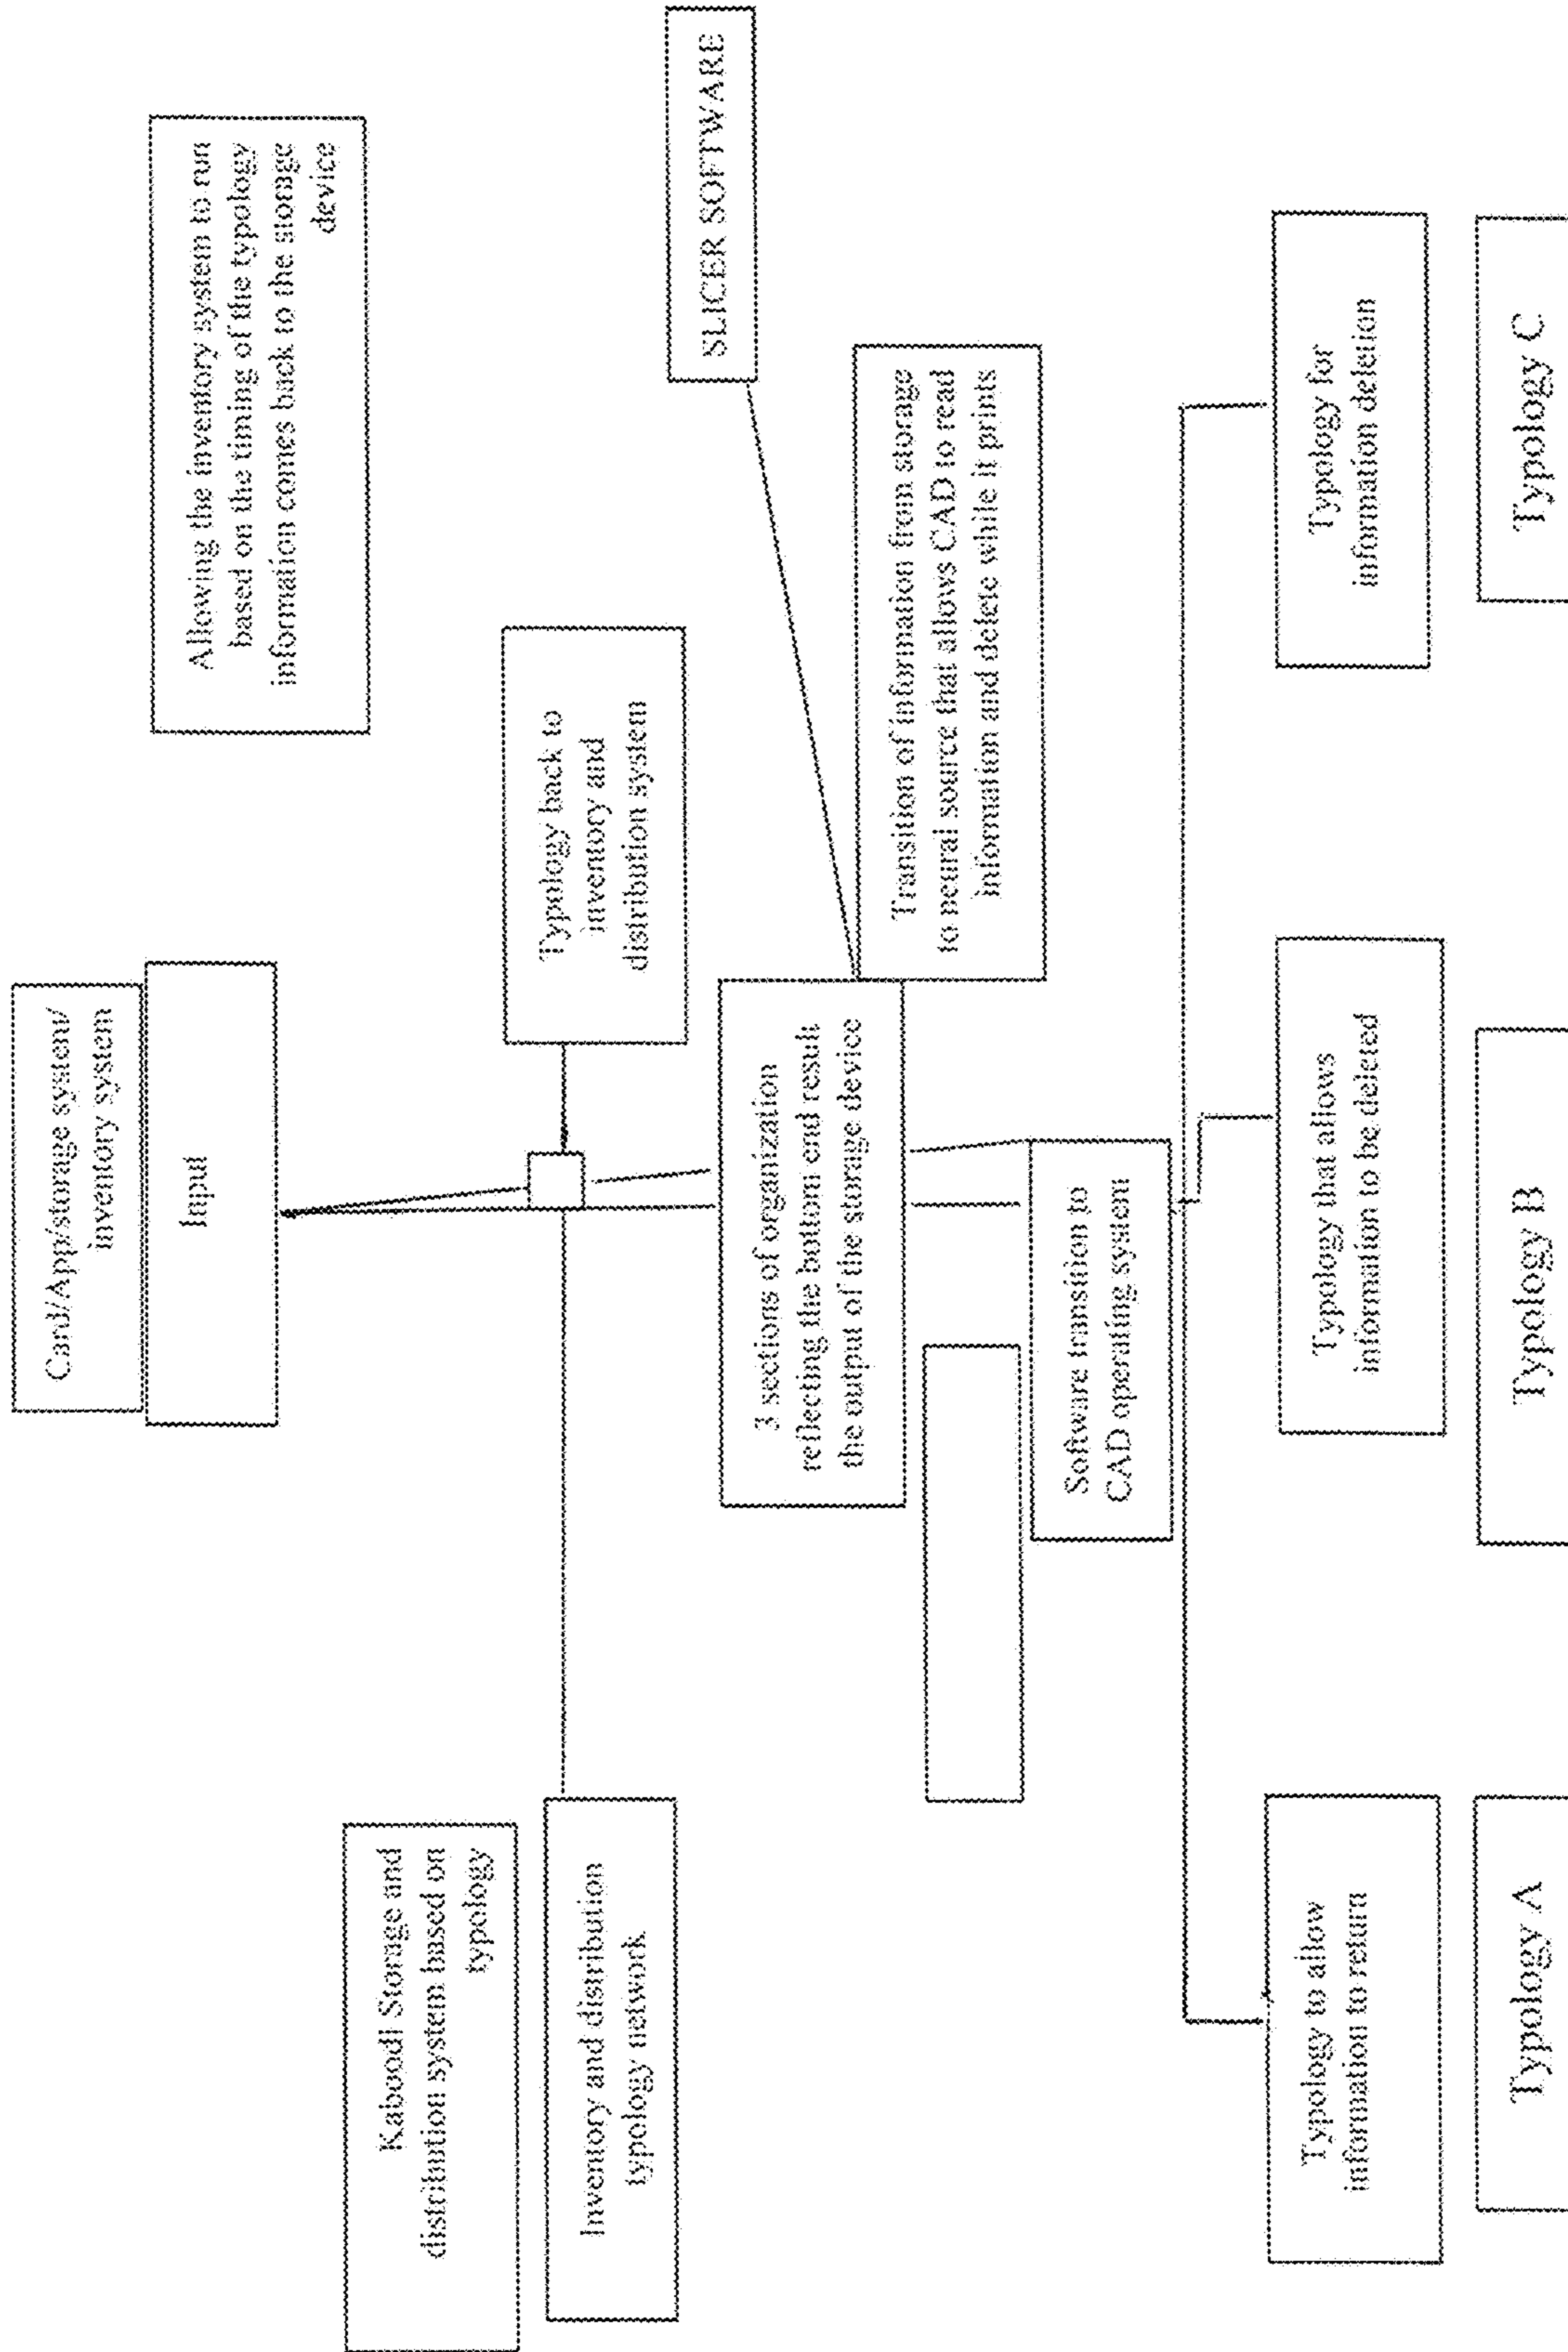 Card/App/storage system/
inventory system
Input
Allowing the inventory system to run
based on the timing of the typology
information comes back to the storage
device
Kaboodl Storage and
distribution system based on
typology
Inventory and distribution
typology network
Typology back to
inventory and
distribution system
SLICER SOFTWARE
3 sections of organization
reflecting the bottom end result
the output of the storage device
Transition of information from storage
to neural source that allows CAD to read
information and delete while it prints
Software transition to
CAD operating system
Typology to allow
information to return
Typology that allows
information to be deleted
Typology for
information deletion
Typology A
Typology B
Typology C